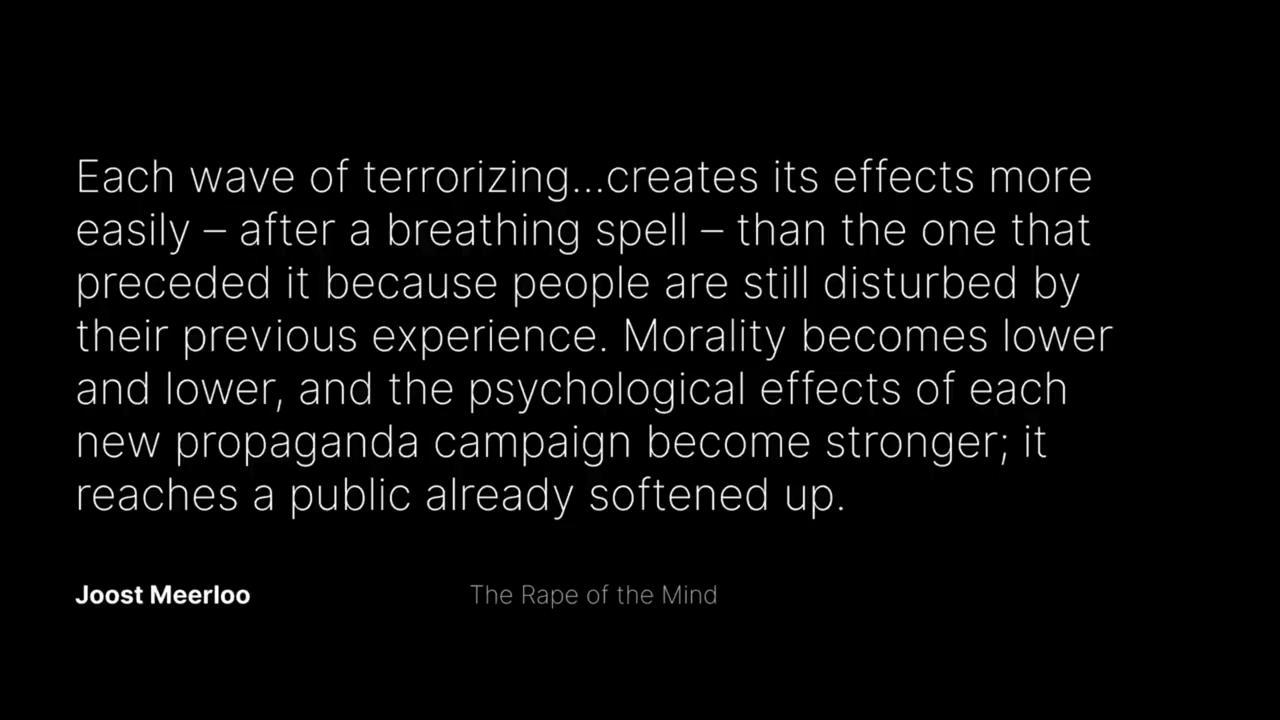 Each wave of terrorizing...creates its effects more
easily – after a breathing spell – than the one that
preceded it because people are still disturbed by
their previous experience. Morality becomes lower
and lower, and the psychological effects of each
new propaganda campaign become stronger; it
reaches a public already softened up.
Joost Meerloo The Rape of the Mind